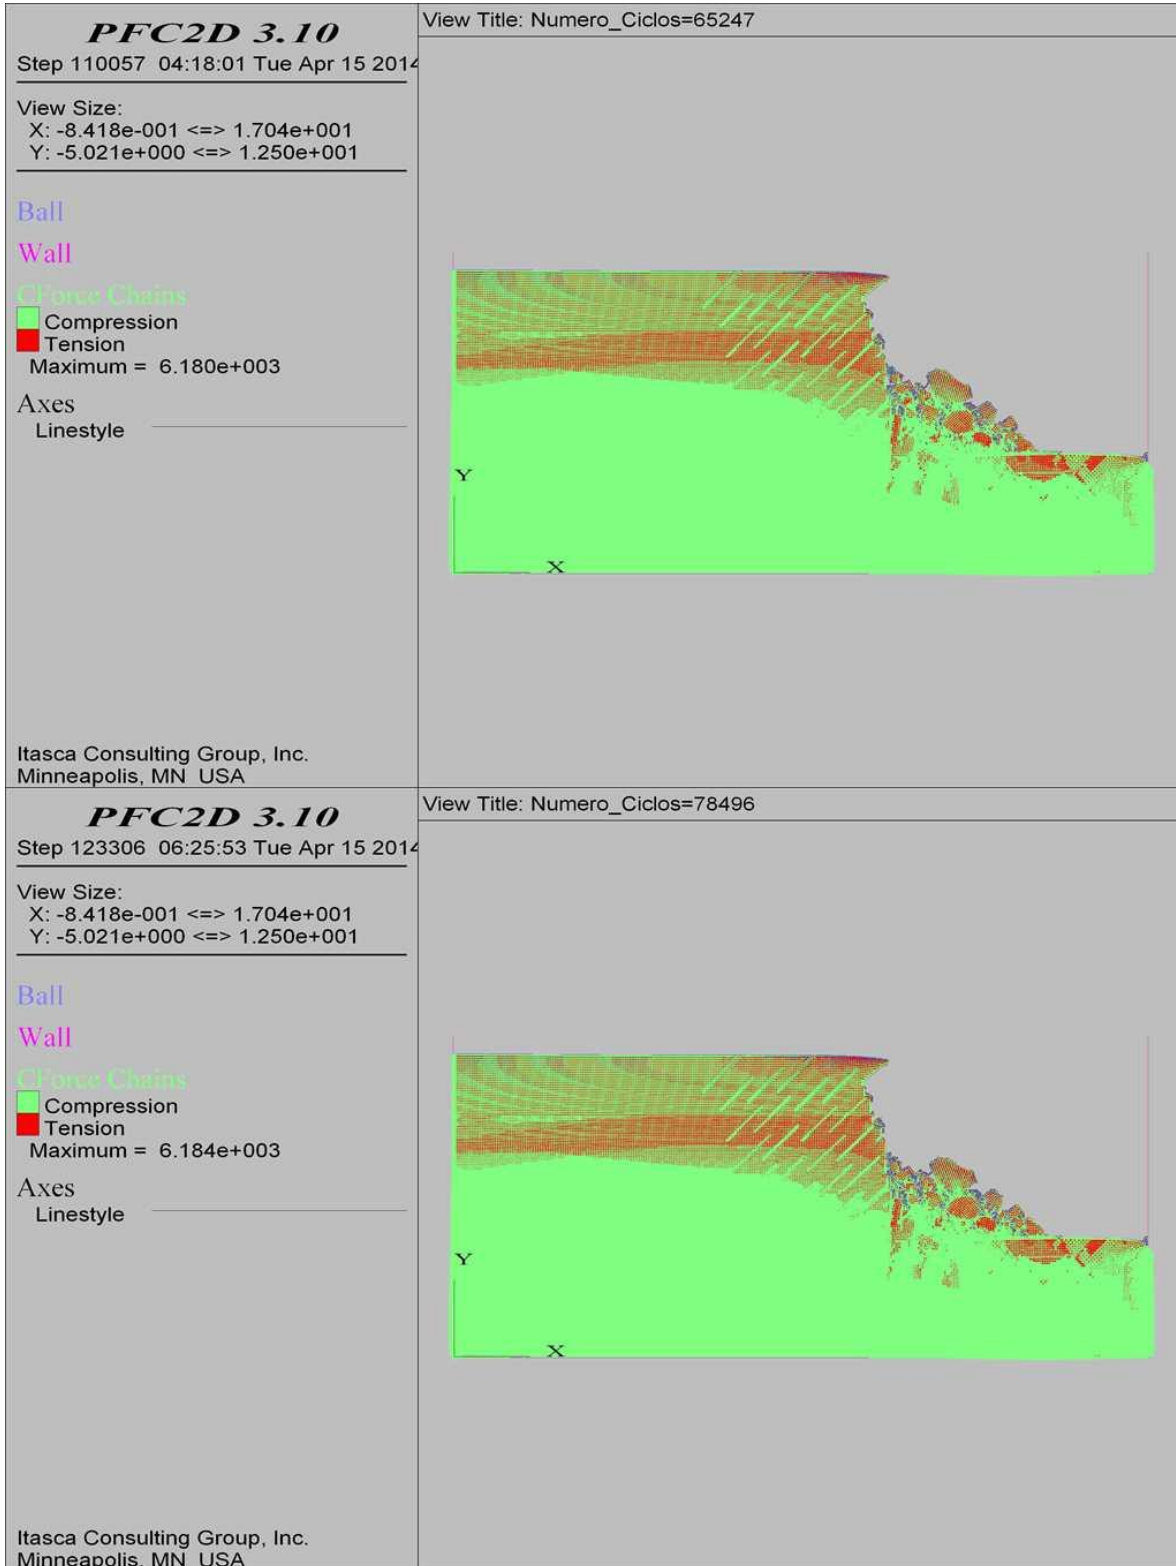 PFC2D 3.10
Step 110057 04:18:01 Tue Apr 15 2014
View Size:
X: -8.418e-001 <=> 1.704e+001
Y: -5.021e+000 <=> 1.250e+001
Ball
Wall
CForce Chains
Compression
Tension
Maximum = 6.180e+003
Axes
Linestyle
Itasca Consulting Group, Inc.
Minneapolis, MN USA
View Title: Numero_Ciclos=65247
Y
X
PFC2D 3.10
Step 123306 06:25:53 Tue Apr 15 2014
View Size:
X: -8.418e-001 <=> 1.704e+001
Y: -5.021e+000 <=> 1.250e+001
Ball
Wall
CForce Chains
Compression
Tension
Maximum = 6.184e+003
Axes
Linestyle
Itasca Consulting Group, Inc.
Minneapolis, MN USA
View Title: Numero_Ciclos=78496
Y
X